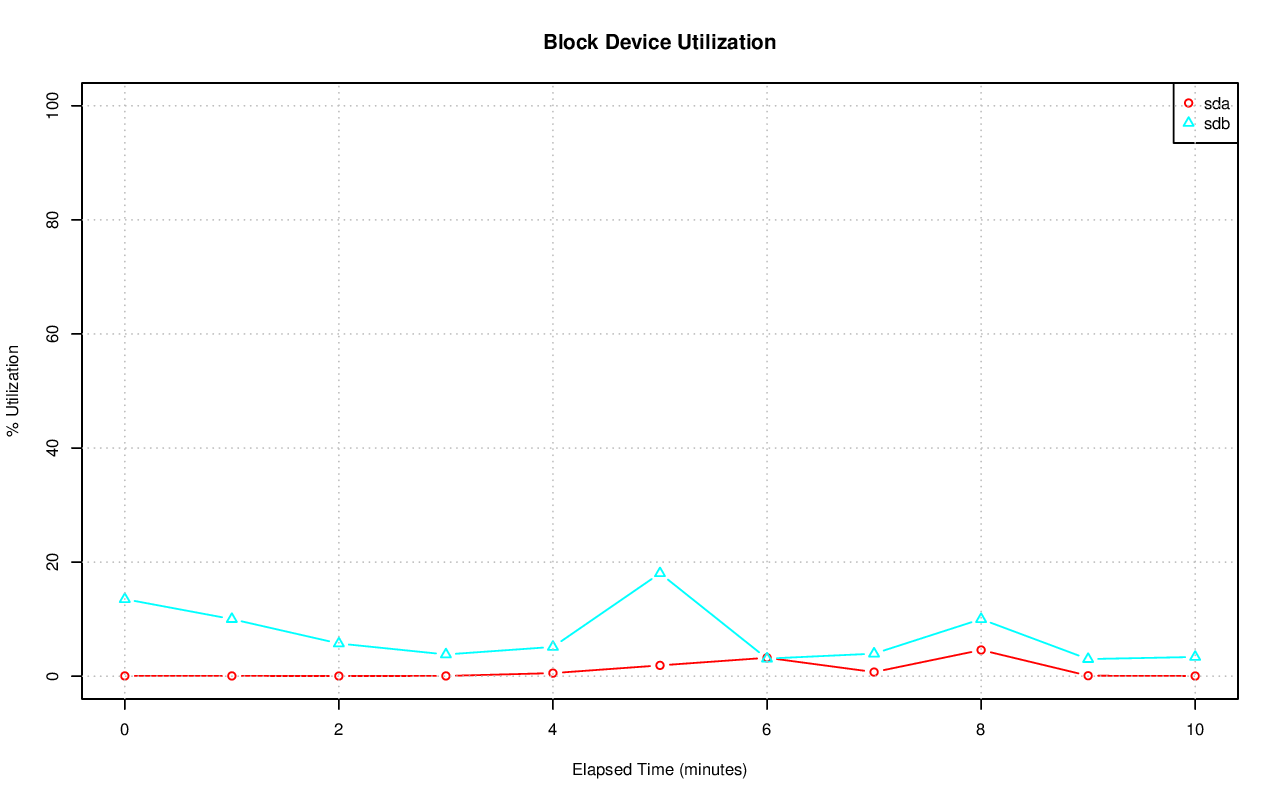 Block Device Utilization
sda
sdb
100
80
60
40
20
0
% Utilization
0 2 4 6 8 10
Elapsed Time (minutes)